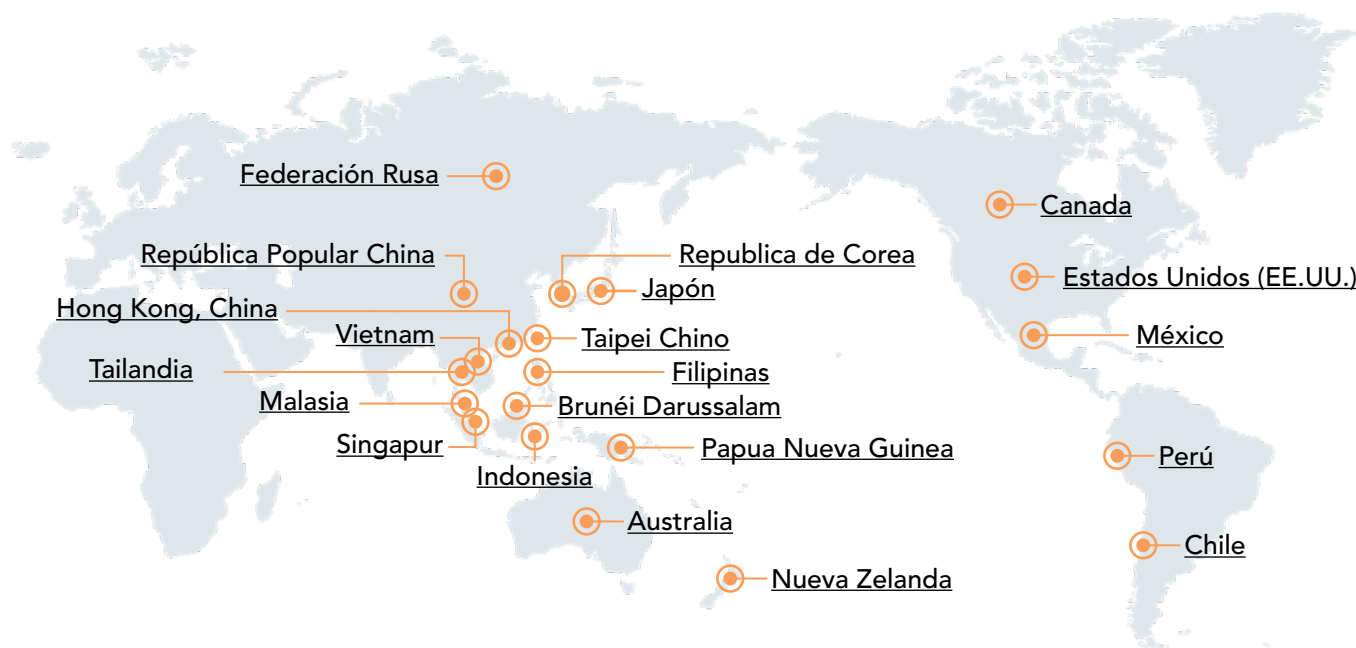 Federación Rusa
Canada
República Popular China
Republica de Corea
Estados Unidos (EE.UU.)
Japón
Hong Kong, China
Vietnam
Taipei Chino
México
Tailandia
Filipinas
Malasia
Brunéi Darussalam
Singapur
Papua Nueva Guinea
Perú
Indonesia
Australia
Chile
Nueva Zelanda